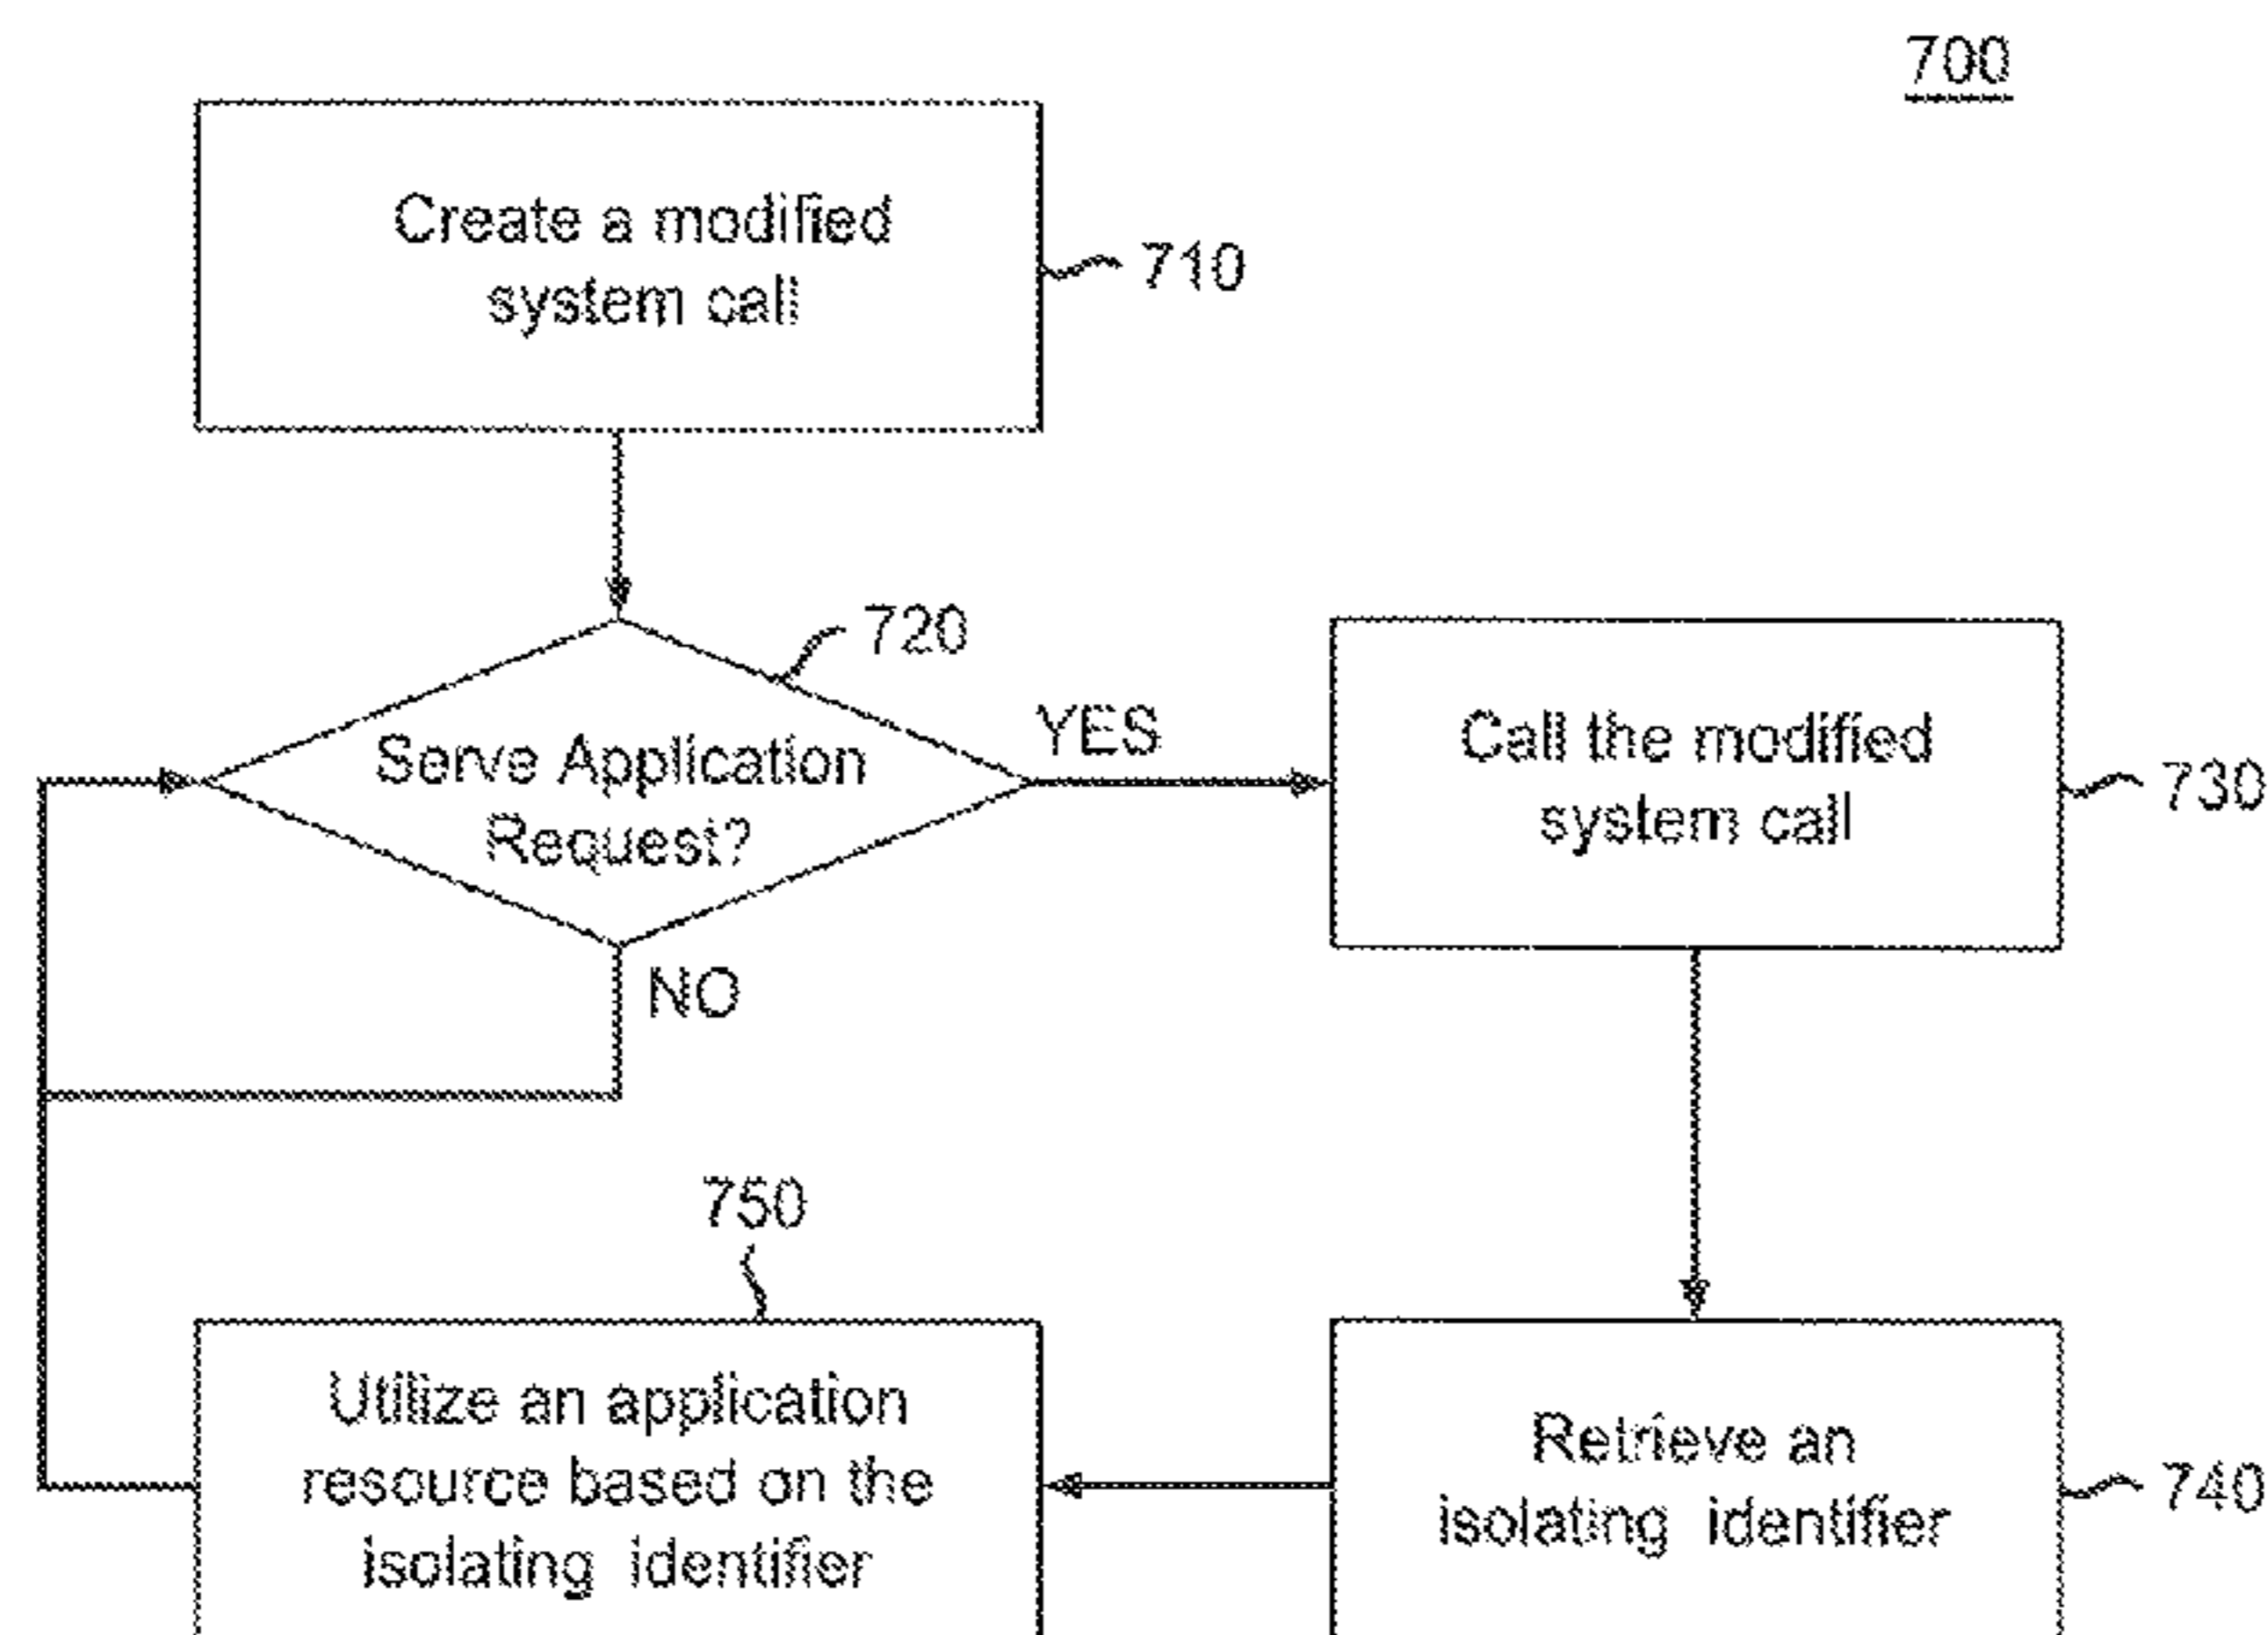 700
Create a modified
system call
710
720
Serve Application
Request?
YES
NO
Call the modified
system call
730
Retrieve an
isolating identifier
740
750
Utilize an application
resource based on the
isolating identifier